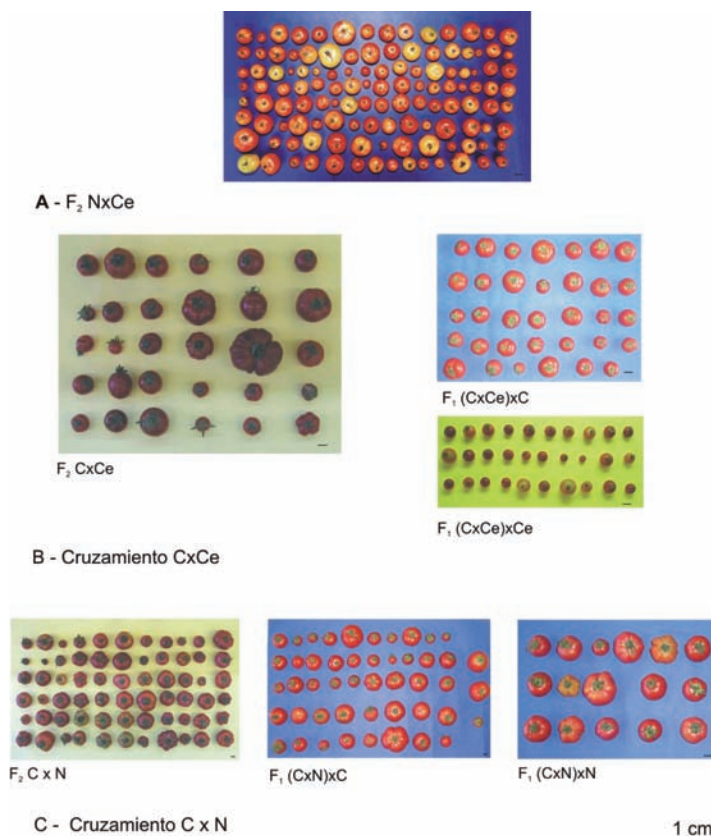 A - F₂ NxCe
F₂ CxCe
F₁ (CxCe)xC
F₁ (CxCe)xCe
B - Cruzamiento CxCe
F₂ C x N
F₁ (CxN)xC
F₁ (CxN)xN
C - Cruzamiento C x N
1 cm